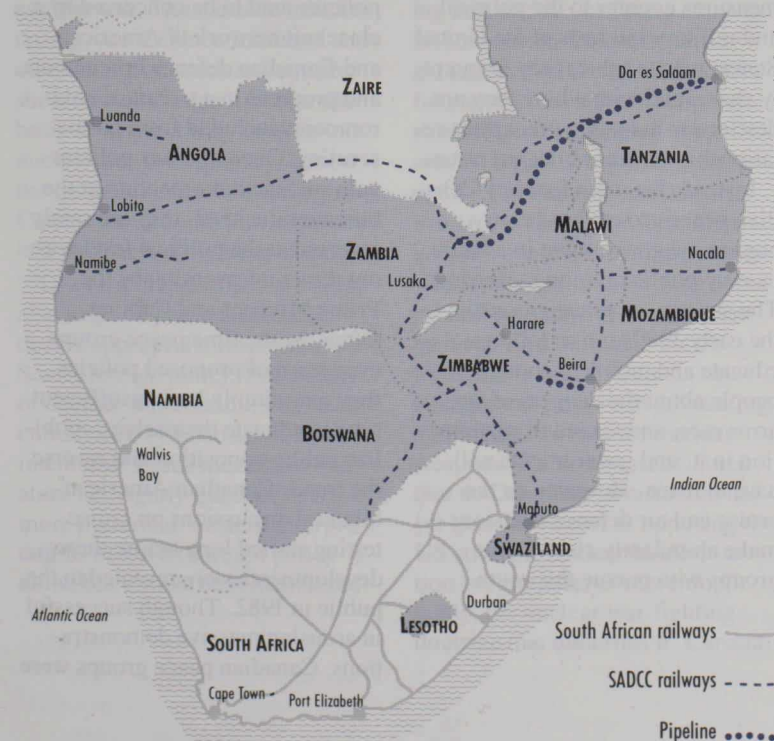 ZAIRE
Dar es Salaam
Luanda
ANGOLA
TANZANIA
Lobito
MALAWI
ZAMBIA
Nacala
Namibe
Lusaka
MOZAMBIQUE
Harare
ZIMBABWE
Beira
NAMIBIA
BOTSWANA
Walvis
Bay
Indian Ocean
Maputo
SWAZILAND
Durban
Atlantic Ocean
LESOTHO
SOUTH AFRICA
South African railways
SADCC railways
Cape Town
Port Elizabeth
Pipeline